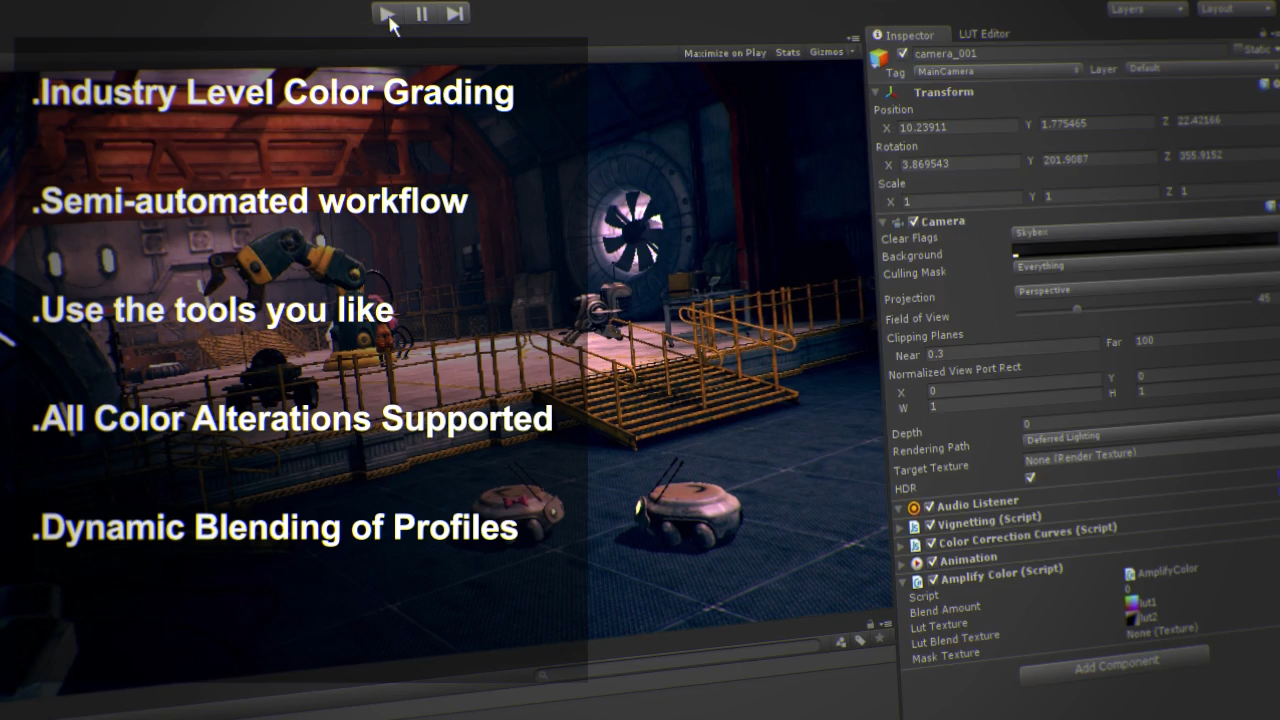 Layers
Layout
Maximize on Play Stats Gizmos
.Industry Level Color Grading
.Semi-automated workflow
.Use the tools you like
.All Color Alterations Supported
.Dynamic Blending of Profiles
Inspector LUT Editor
camera_001 Static
Tag MainCamera Layer Default
Transform
Position
X 10.23911 Y 1.775465 Z 22.42166
Rotation
X 3.869543 Y 201.9087 Z 355.9152
Scale
X 1 Y 1 Z 1
Camera
Clear Flags Skybox
Background
Culling Mask Everything
Projection Perspective
Field of View 45
Clipping Planes
Near 0.3 Far 100
Normalized View Port Rect
X 0 Y 0
W 1 H 1
Depth 0
Rendering Path Deferred Lighting
Target Texture None (Render Texture)
HDR
Audio Listener
Vignetting (Script)
Color Correction Curves (Script)
Animation
Amplify Color (Script)
Script AmplifyColor
Blend Amount 0
Lut Texture lut1
Lut Blend Texture lut2
Mask Texture None (Texture)
Add Component